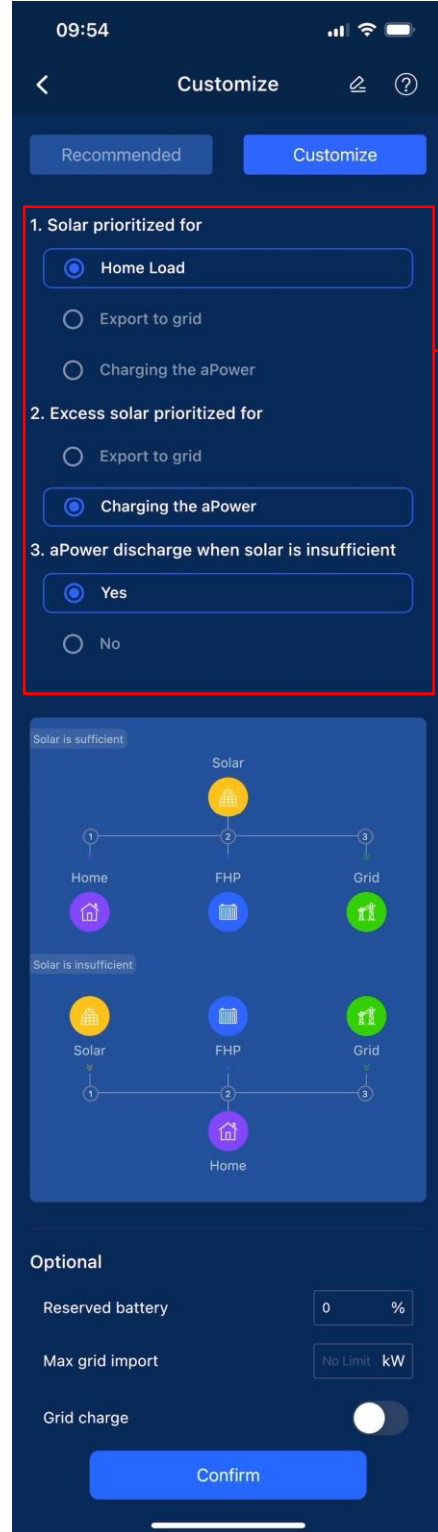 09:54
Customize
Recommended
Customize
1. Solar prioritized for
Home Load
Export to grid
Charging the aPower
2. Excess solar prioritized for
Export to grid
Charging the aPower
3. aPower discharge when solar is insufficient
Yes
No
Solar is sufficient
Solar
1 2 3
Home FHP Grid
Solar is insufficient
Solar FHP Grid
1 2 3
Home
Optional
Reserved battery 0 %
Max grid import No Limit kW
Grid charge
Confirm